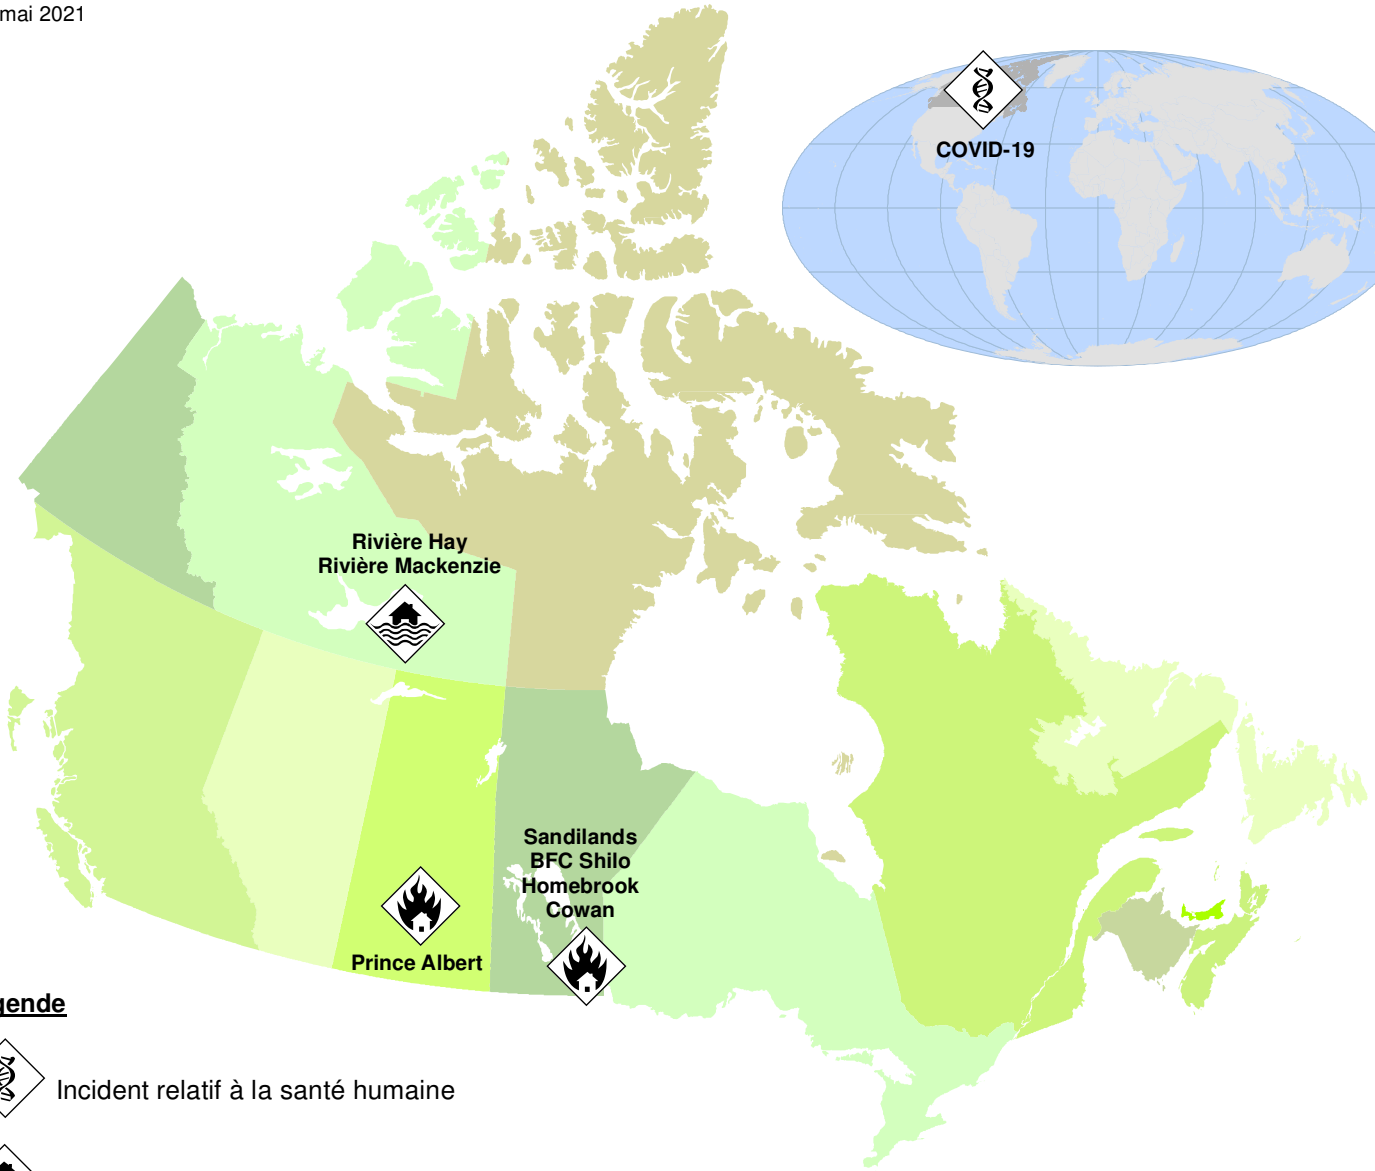 mai 2021
COVID-19
Rivière Hay
Rivière Mackenzie
Sandilands
BFC Shilo
Homebrook
Cowan
Prince Albert
gende
Incident relatif à la santé humaine